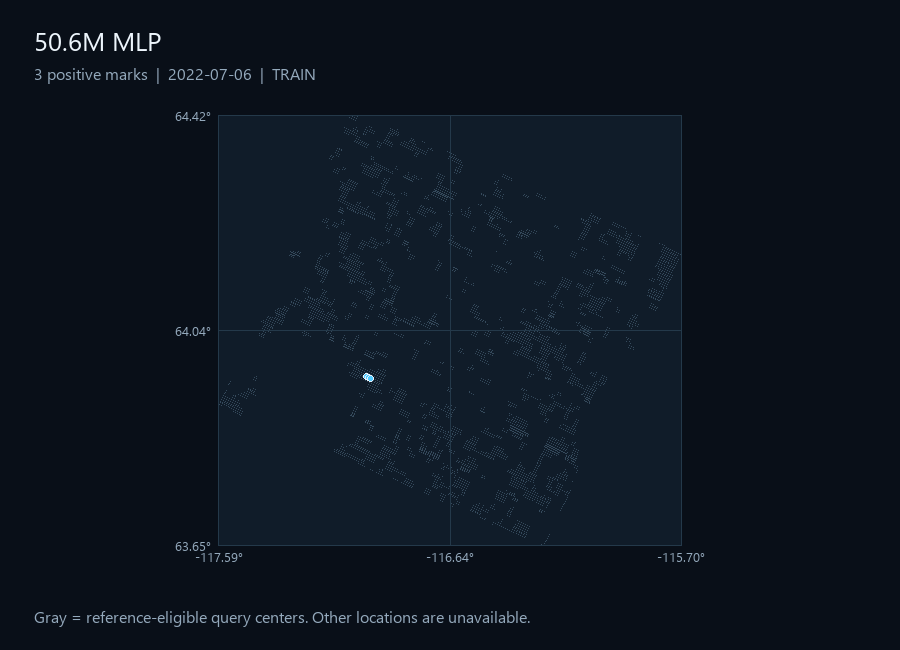 50.6M MLP
3 positive marks | 2022-07-06 | TRAIN
64.42°
64.04°
63.65°
-117.59°
-116.64°
-115.70°
Gray = reference-eligible query centers. Other locations are unavailable.